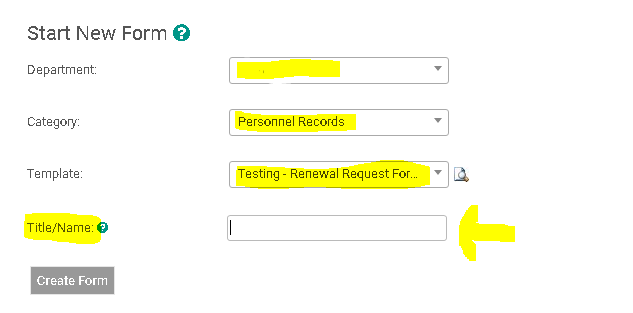 Start New Form ?
Department:
Category: Personnel Records
Template: Testing - Renewal Request For...
Title/Name: ?
Create Form